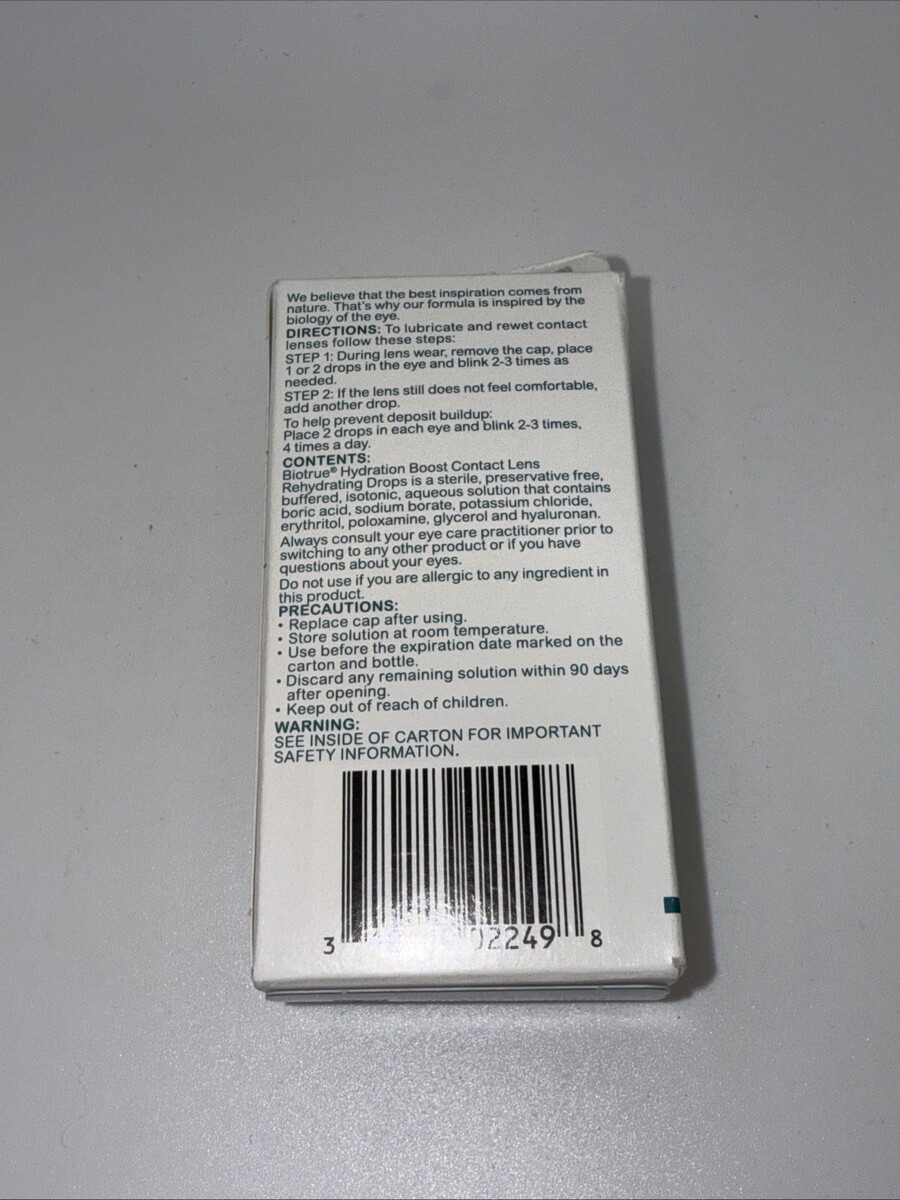 We believe that the best inspiration comes from
nature. That's why our formula is inspired by the
biology of the eye.
DIRECTIONS: To lubricate and rewet contact
lenses follow these steps:
STEP 1: During lens wear, remove the cap, place
1 or 2 drops in the eye and blink 2-3 times as
needed.
STEP 2: If the lens still does not feel comfortable,
add another drop.
To help prevent deposit buildup:
Place 2 drops in each eye and blink 2-3 times,
4 times a day.
CONTENTS:
Biotrue® Hydration Boost Contact Lens
Rehydrating Drops is a sterile, preservative free,
buffered, isotonic, aqueous solution that contains
boric acid, sodium borate, potassium chloride,
erythritol, poloxamine, glycerol and hyaluronan.
Always consult your eye care practitioner prior to
switching to any other product or if you have
questions about your eyes.
Do not use if you are allergic to any ingredient in
this product.
PRECAUTIONS:
• Replace cap after using.
• Store solution at room temperature.
• Use before the expiration date marked on the
carton and bottle.
• Discard any remaining solution within 90 days
after opening.
• Keep out of reach of children.
WARNING:
SEE INSIDE OF CARTON FOR IMPORTANT
SAFETY INFORMATION.
3 02249 8